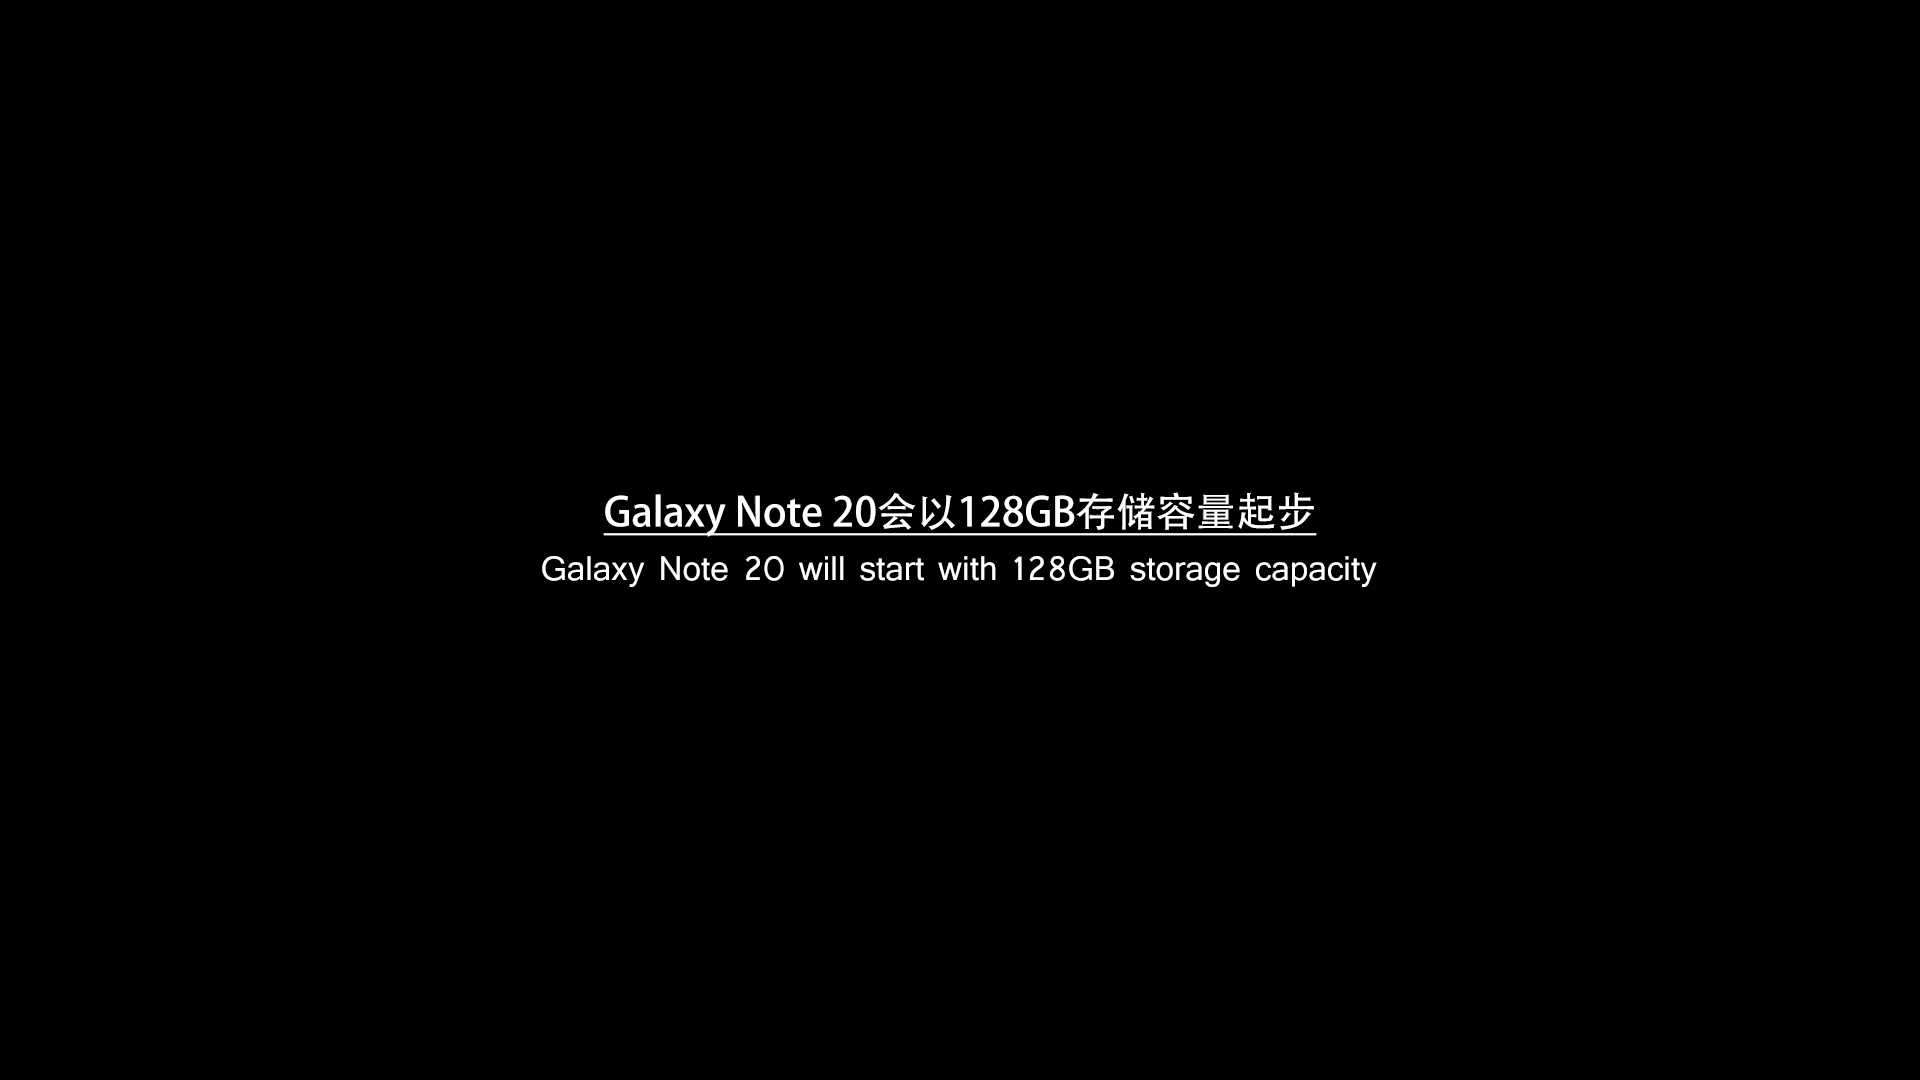 Galaxy Note 20会以128GB存储容量起步
Galaxy Note 20 will start with 128GB storage capacity